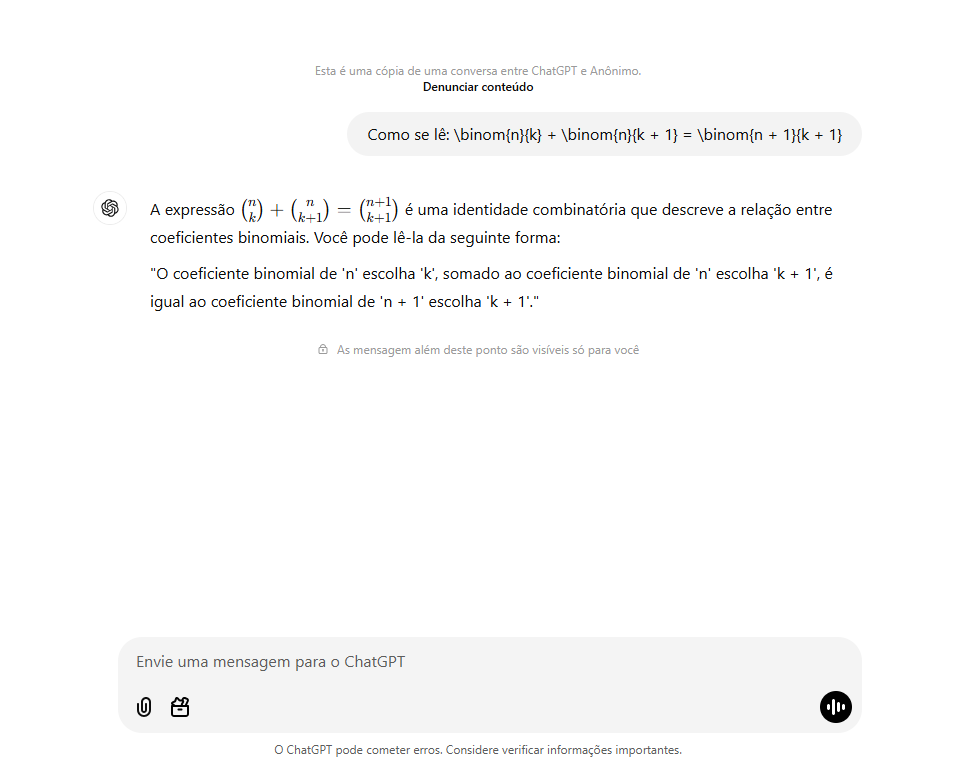 Esta é uma cópia de uma conversa entre ChatGPT e Anônimo.
Denunciar conteúdo
Como se lê: \binom{n}{k} + \binom{n}{k + 1} = \binom{n + 1}{k + 1}
A expressão \binom{n}{k} + \binom{n}{k+1} = \binom{n+1}{k+1} é uma identidade combinatória que descreve a relação entre
coeficientes binomiais. Você pode lê-la da seguinte forma:
"O coeficiente binomial de 'n' escolha 'k', somado ao coeficiente binomial de 'n' escolha 'k + 1', é
igual ao coeficiente binomial de 'n + 1' escolha 'k + 1'."
As mensagem além deste ponto são visíveis só para você
Envie uma mensagem para o ChatGPT
O ChatGPT pode cometer erros. Considere verificar informações importantes.